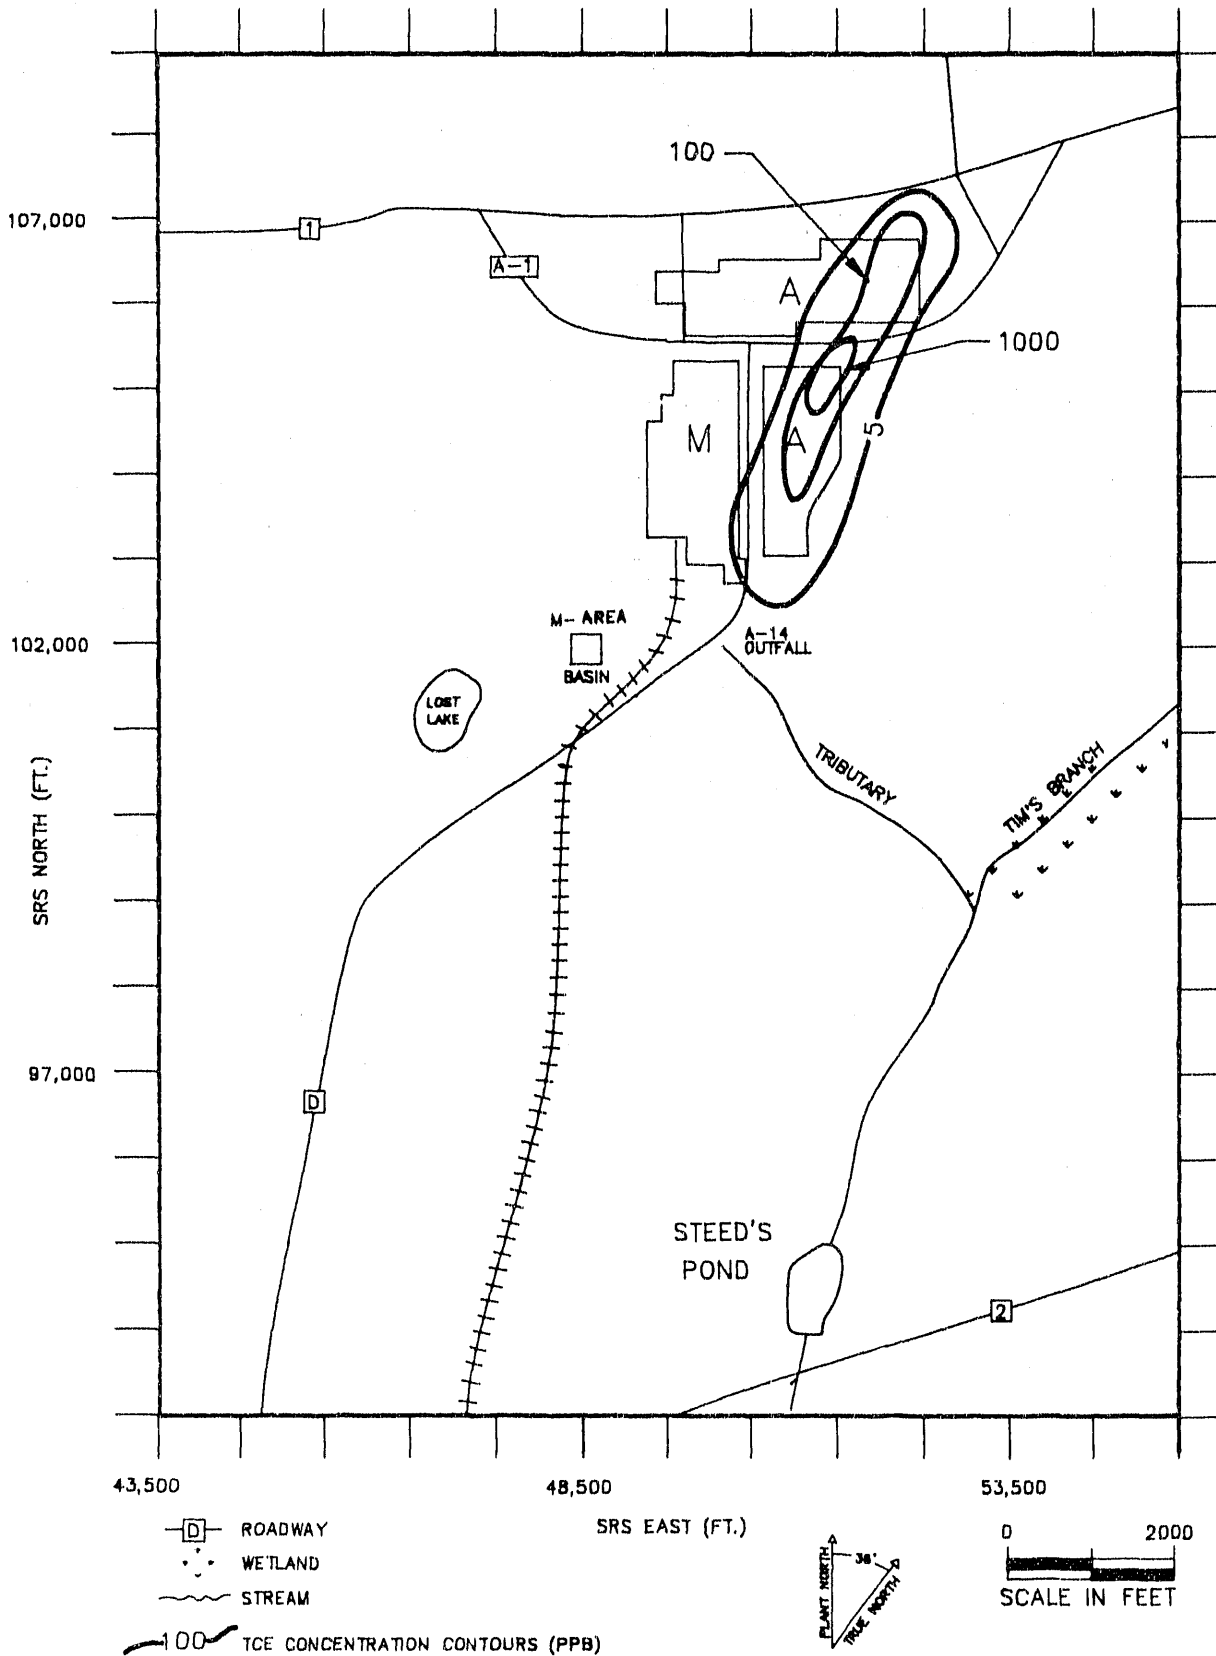 100
107,000
1
A-1
A
1000
M
A
5
102,000
M- AREA
BASIN
A-14
OUTFALL
LOST
LAKE
TRIBUTARY
TIM'S BRANCH
SRS NORTH (FT.)
97,000
D
STEED'S
POND
2
43,500
48,500
53,500
SRS EAST (FT.)
D ROADWAY
WETLAND
STREAM
100 TCE CONCENTRATION CONTOURS (PPB)
PLANT NORTH
36'
TRUE NORTH
0 2000
SCALE IN FEET